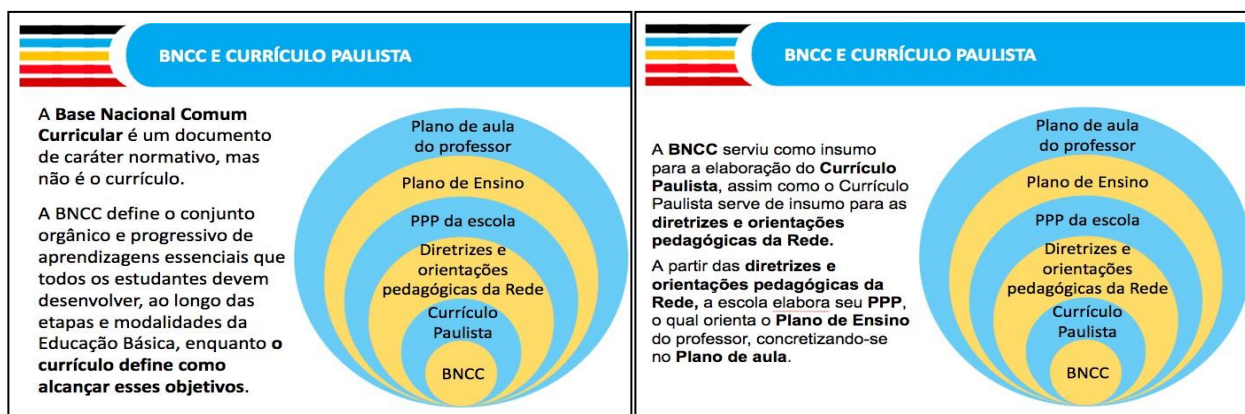 BNCC E CURRÍCULO PAULISTA
A Base Nacional Comum
Curricular é um documento
de caráter normativo, mas
não é o currículo.
A BNCC define o conjunto
orgânico e progressivo de
aprendizagens essenciais que
todos os estudantes devem
desenvolver, ao longo das
etapas e modalidades da
Educação Básica, enquanto o
currículo define como
alcançar esses objetivos.
Plano de aula
do professor
Plano de Ensino
PPP da escola
Diretrizes e
orientações
pedagógicas da Rede
Currículo
Paulista
BNCC
BNCC E CURRÍCULO PAULISTA
A BNCC serviu como insumo
para a elaboração do Currículo
Paulista, assim como o Currículo
Paulista serve de insumo para as
diretrizes e orientações
pedagógicas da Rede.
A partir das diretrizes e
orientações pedagógicas da
Rede, a escola elabora seu PPP,
o qual orienta o Plano de Ensino
do professor, concretizando-se
no Plano de aula.
Plano de aula
do professor
Plano de Ensino
PPP da escola
Diretrizes e
orientações
pedagógicas da Rede
Currículo
Paulista
BNCC